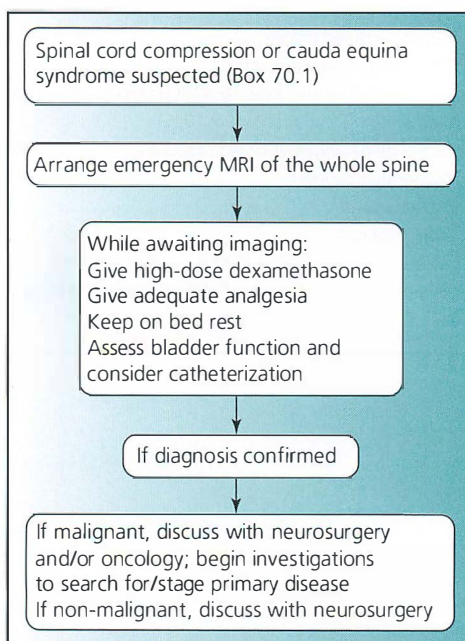 Spinal cord compression or cauda equina
syndrome suspected (Box 70.1)
Arrange emergency MRI of the whole spine
While awaiting imaging:
Give high-dose dexamethasone
Give adequate analgesia
Keep on bed rest
Assess bladder function and
consider catheterization
If diagnosis confirmed
If malignant, discuss with neurosurgery
and/or oncology; begin investigations
to search for/stage primary disease
If non-malignant, discuss with neurosurgery